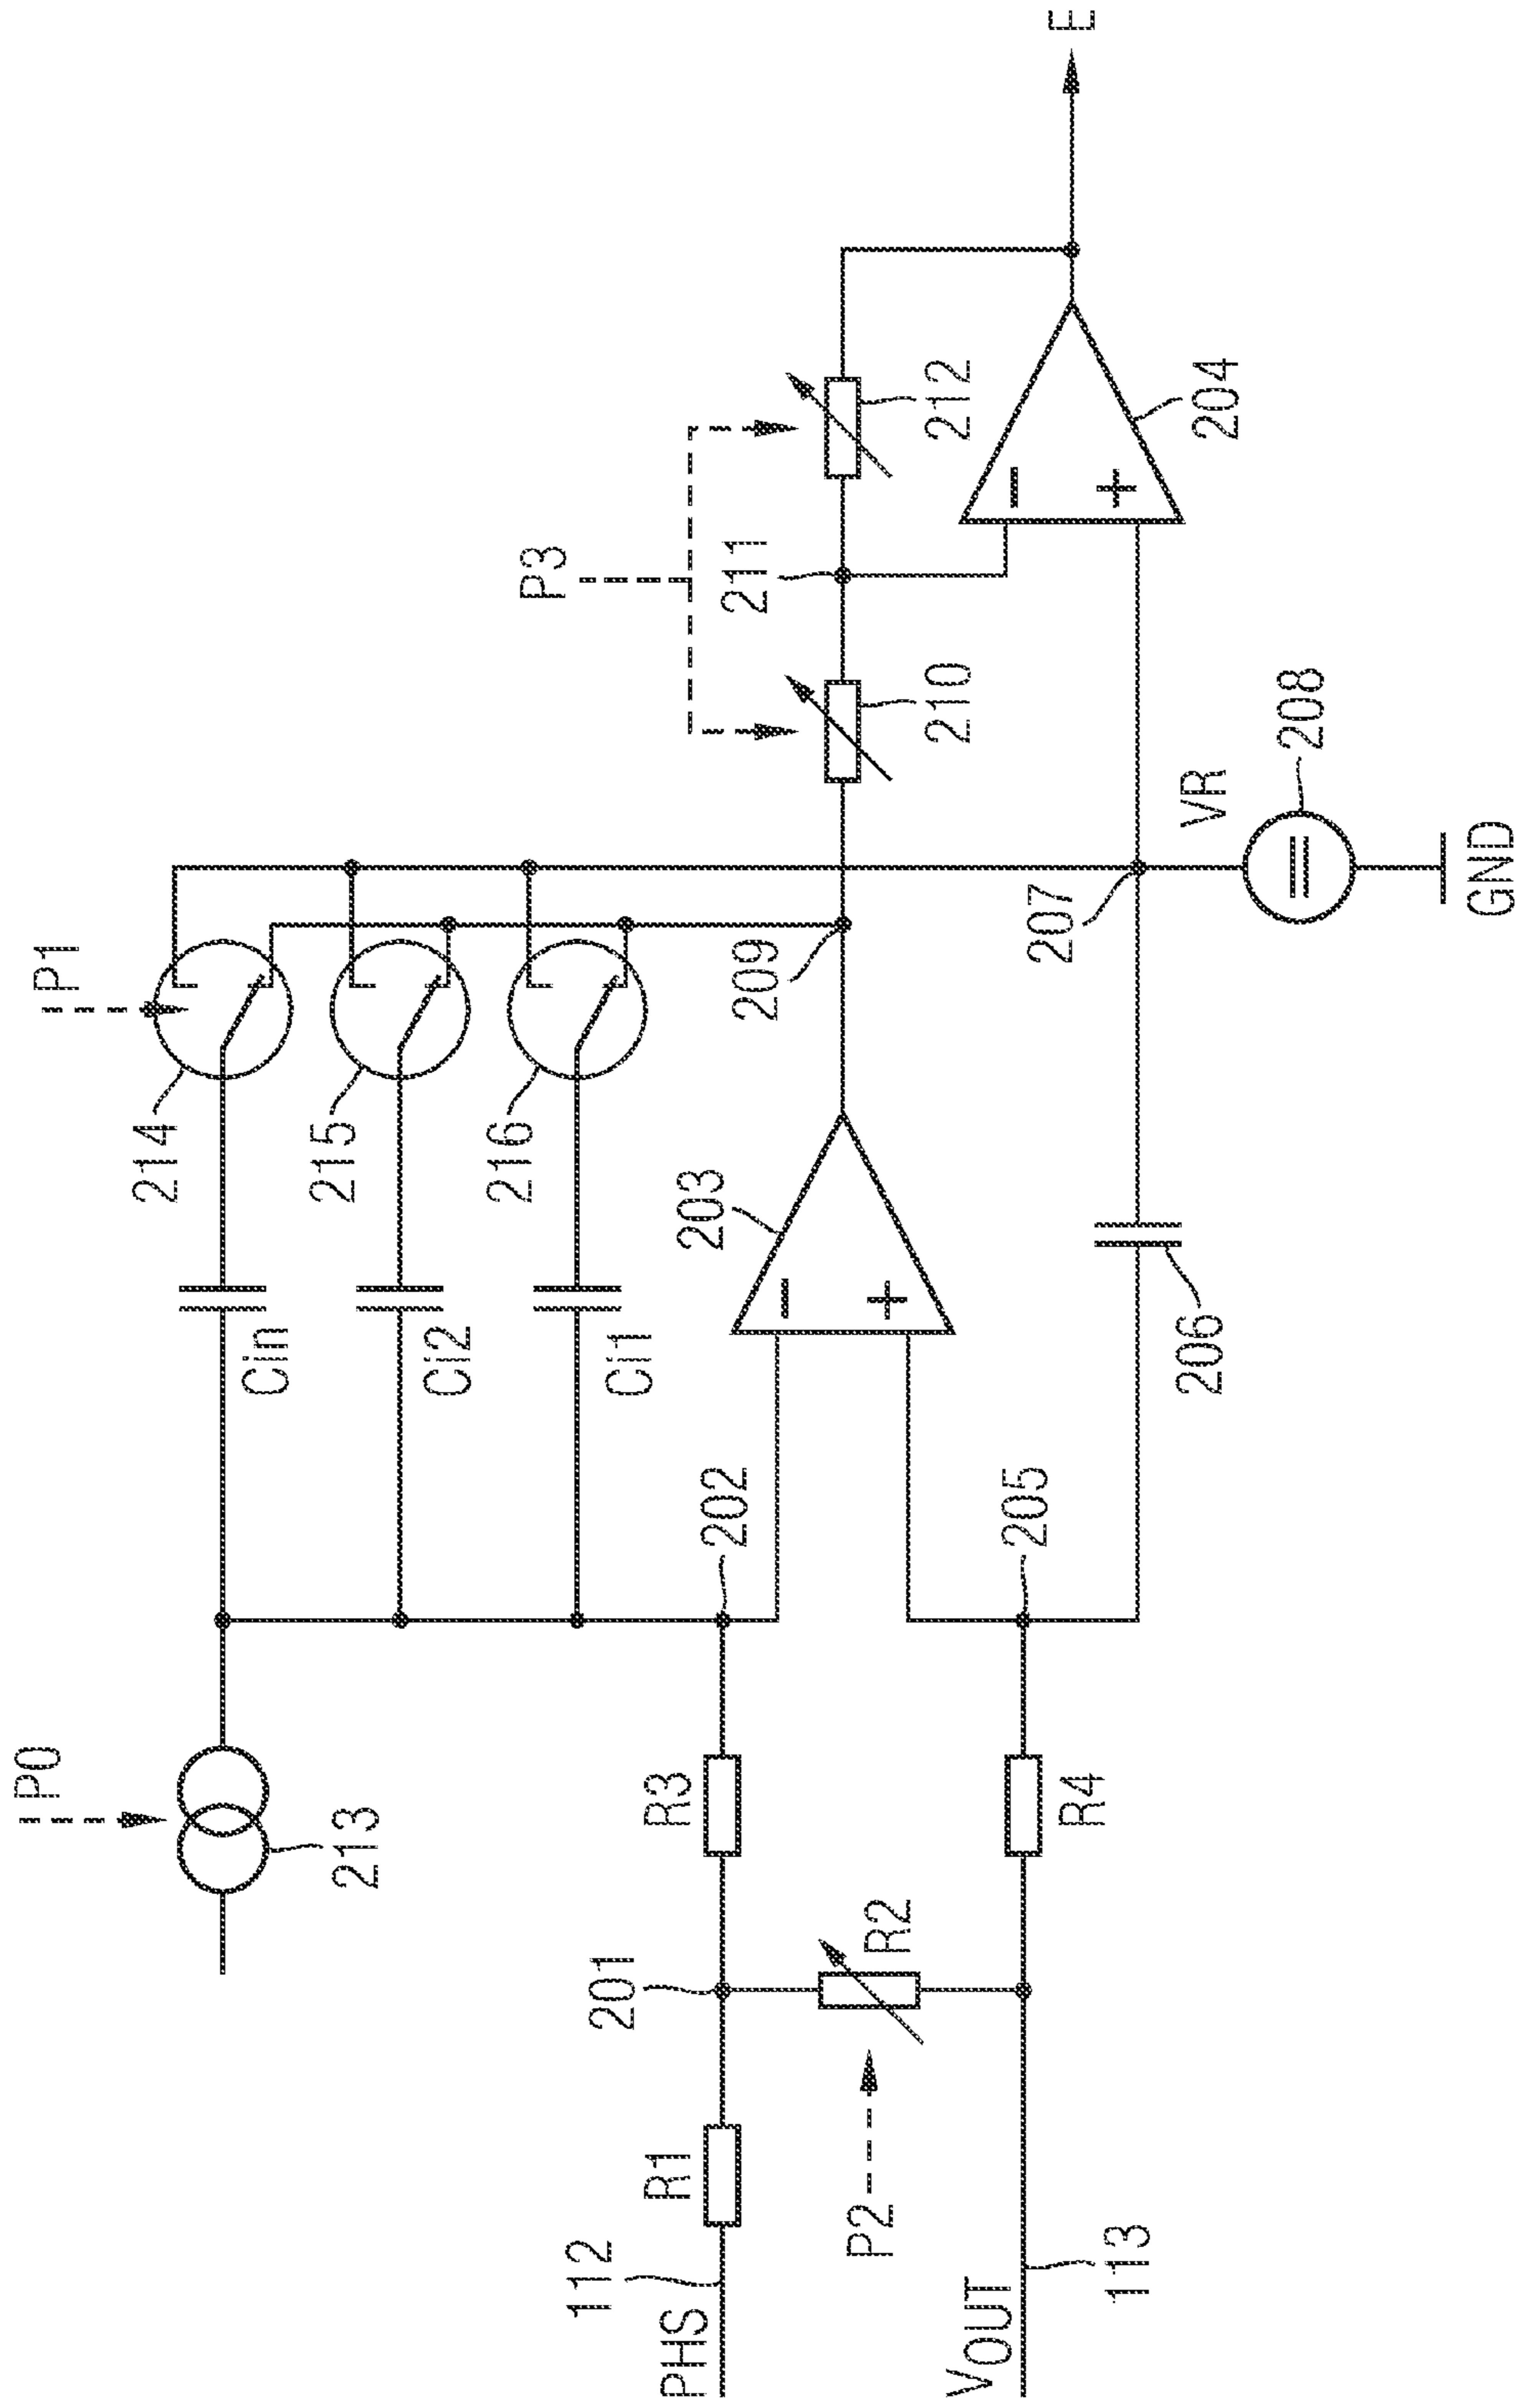 P0
213
P1
214
215
216
Cin
Ci2
Ci1
202
203
−
+
209
P3
210
211
212
−
+
204
E
PHS
112
R1
201
R3
P2
R2
VOUT
113
R4
205
206
207
VR
208
GND